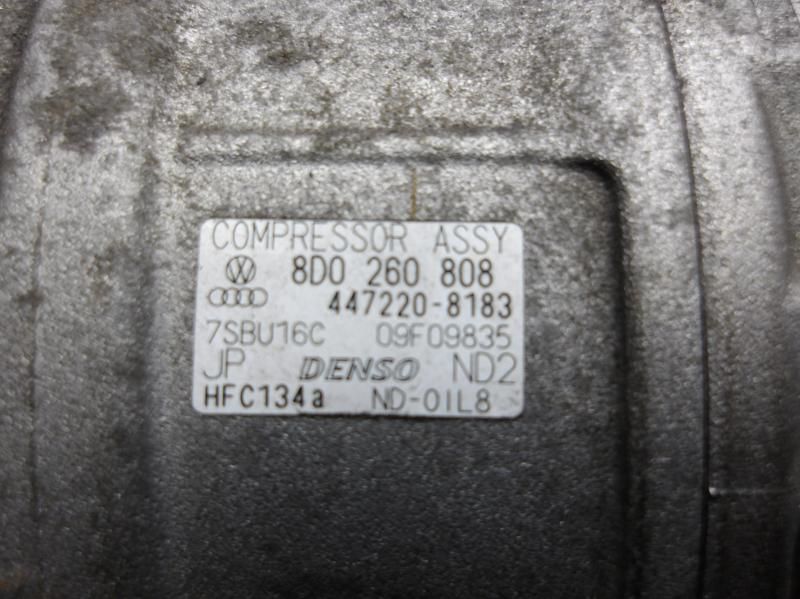 COMPRESSOR ASSY
8D0 260 808
447220-8183
7SBU16C 09F09835
JP DENSO ND2
HFC134a ND-OIL8